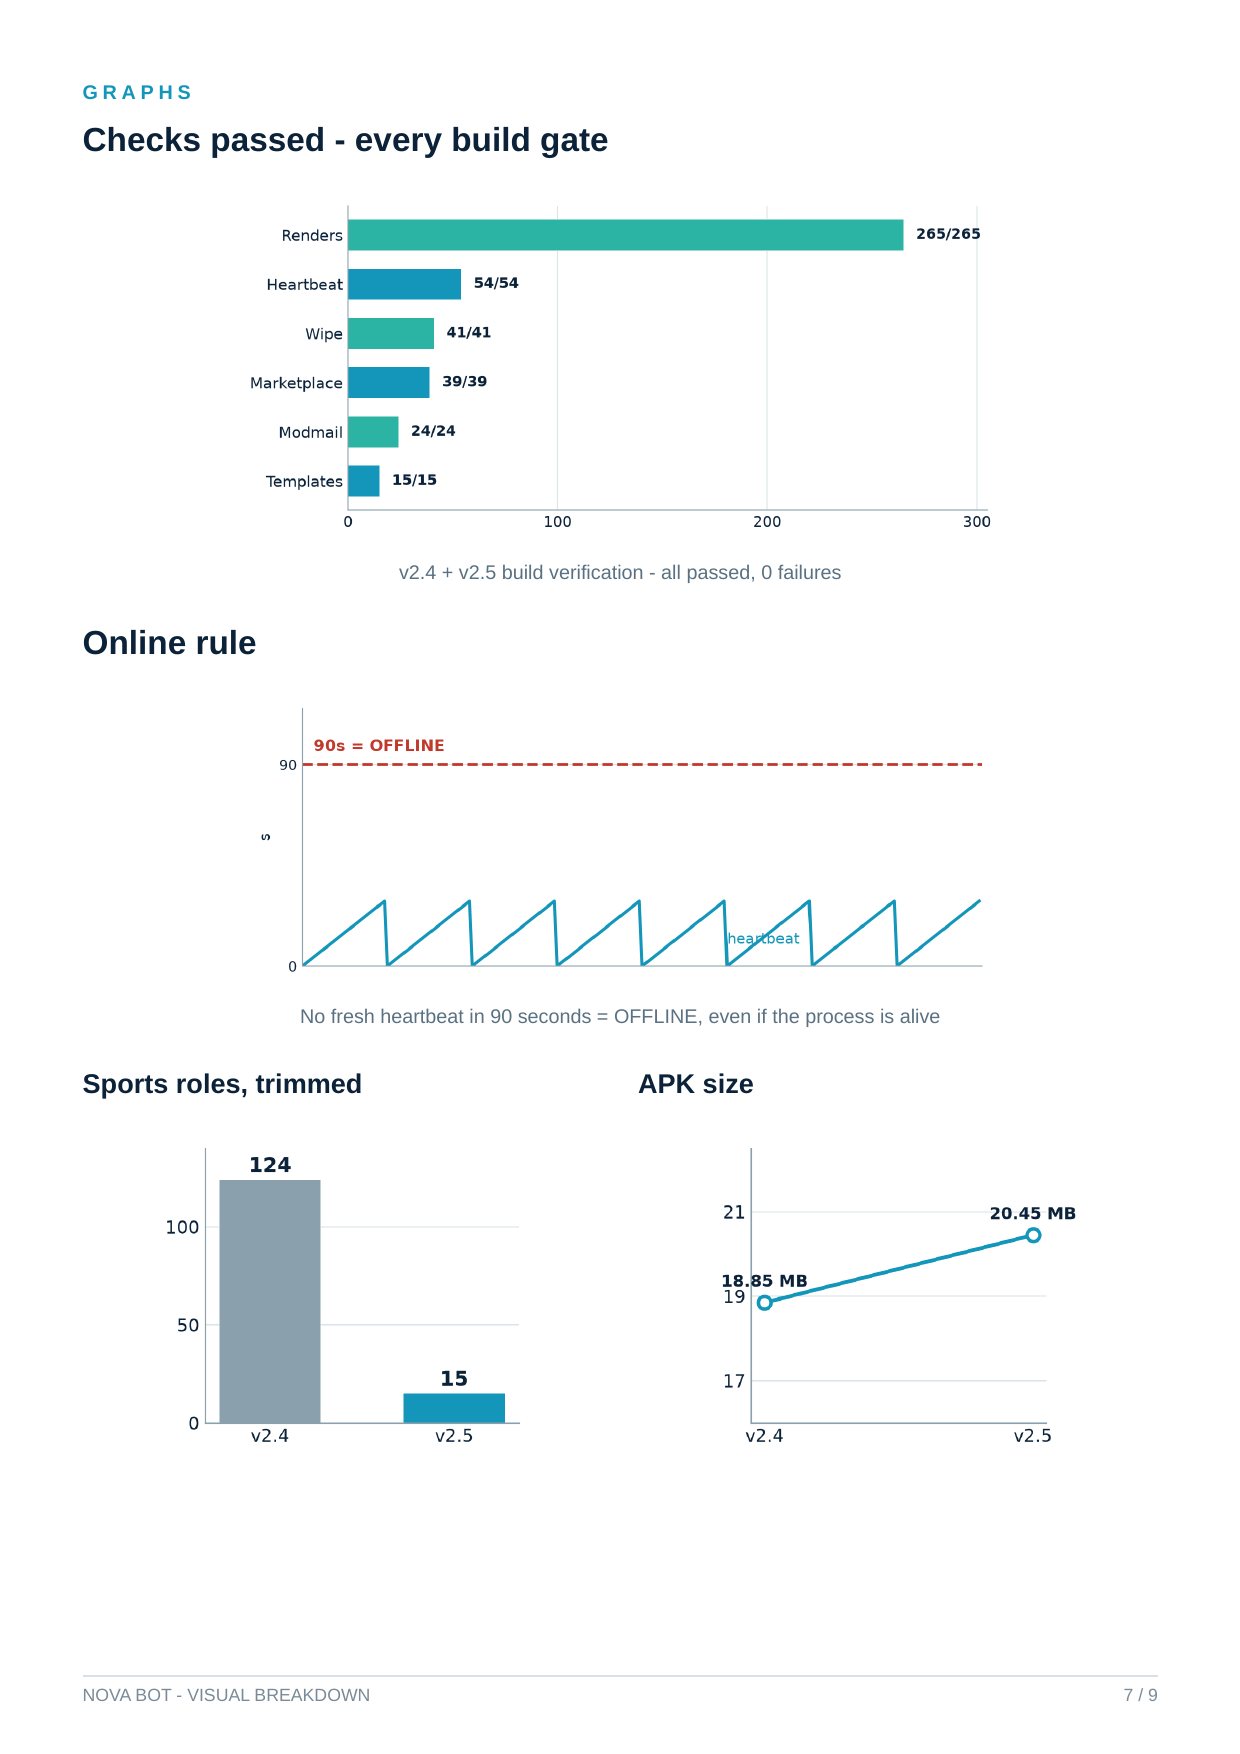 GRAPHS
Checks passed - every build gate
Renders 265/265
Heartbeat 54/54
Wipe 41/41
Marketplace 39/39
Modmail 24/24
Templates 15/15
0 100 200 300
v2.4 + v2.5 build verification - all passed, 0 failures
Online rule
90s = OFFLINE
90
s
heartbeat
0
No fresh heartbeat in 90 seconds = OFFLINE, even if the process is alive
Sports roles, trimmed
124
100
50
15
0
v2.4 v2.5
APK size
21
20.45 MB
18.85 MB
19
17
v2.4 v2.5
NOVA BOT - VISUAL BREAKDOWN 7 / 9